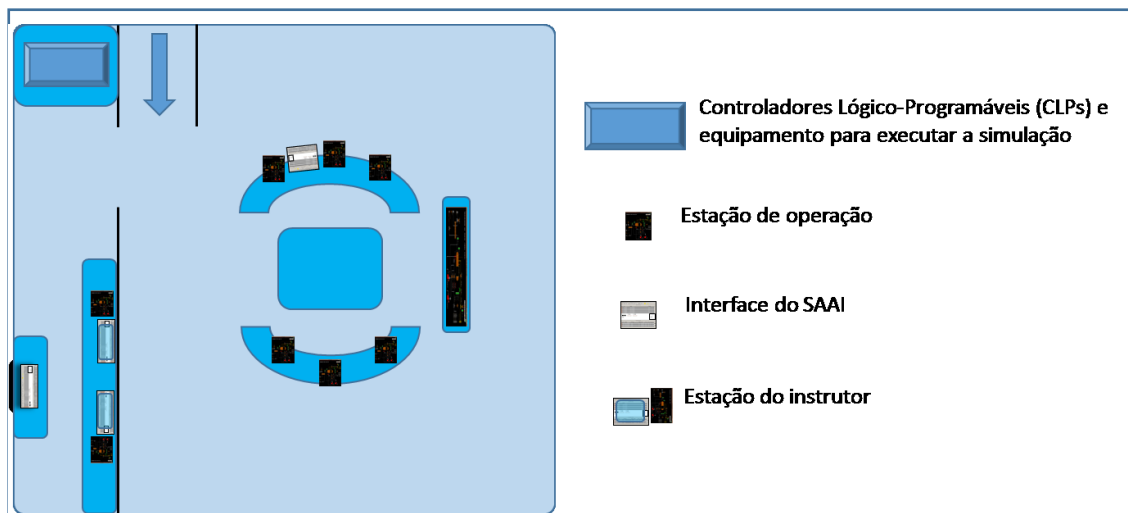 Controladores Lógico-Programáveis (CLPs) e
equipamento para executar a simulação
Estação de operação
Interface do SAAI
Estação do instrutor